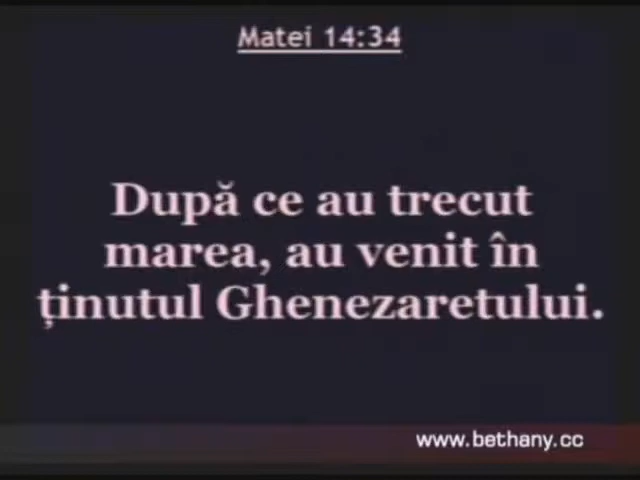 Matei 14:34
După ce au trecut
marea, au venit în
ținutul Ghenezaretului.
www.bethany.cc